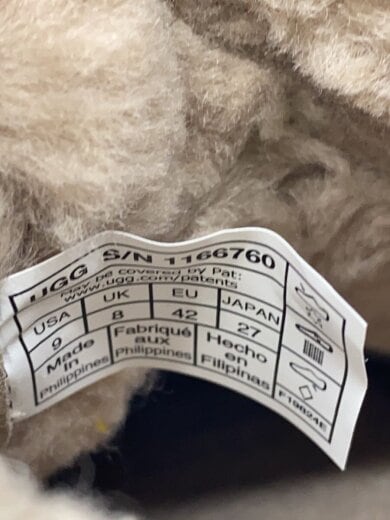 UGG S/N 1166760
may be covered by Pat:
www.ugg.com/patents
USA UK EU JAPAN
9 8 42 27
Made in Philippines
Fabriqué aux Philippines
Hecho en Filipinas
F19824E